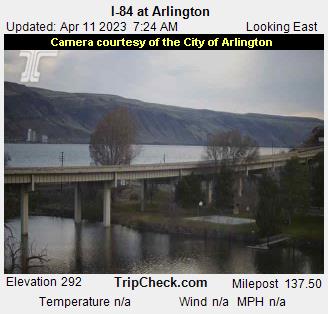 I-84 at Arlington
Updated: Apr 11 2023 7:24 AM Looking East
Camera courtesy of the City of Arlington
Elevation 292 TripCheck.com Milepost 137.50
Temperature n/a Wind n/a MPH n/a